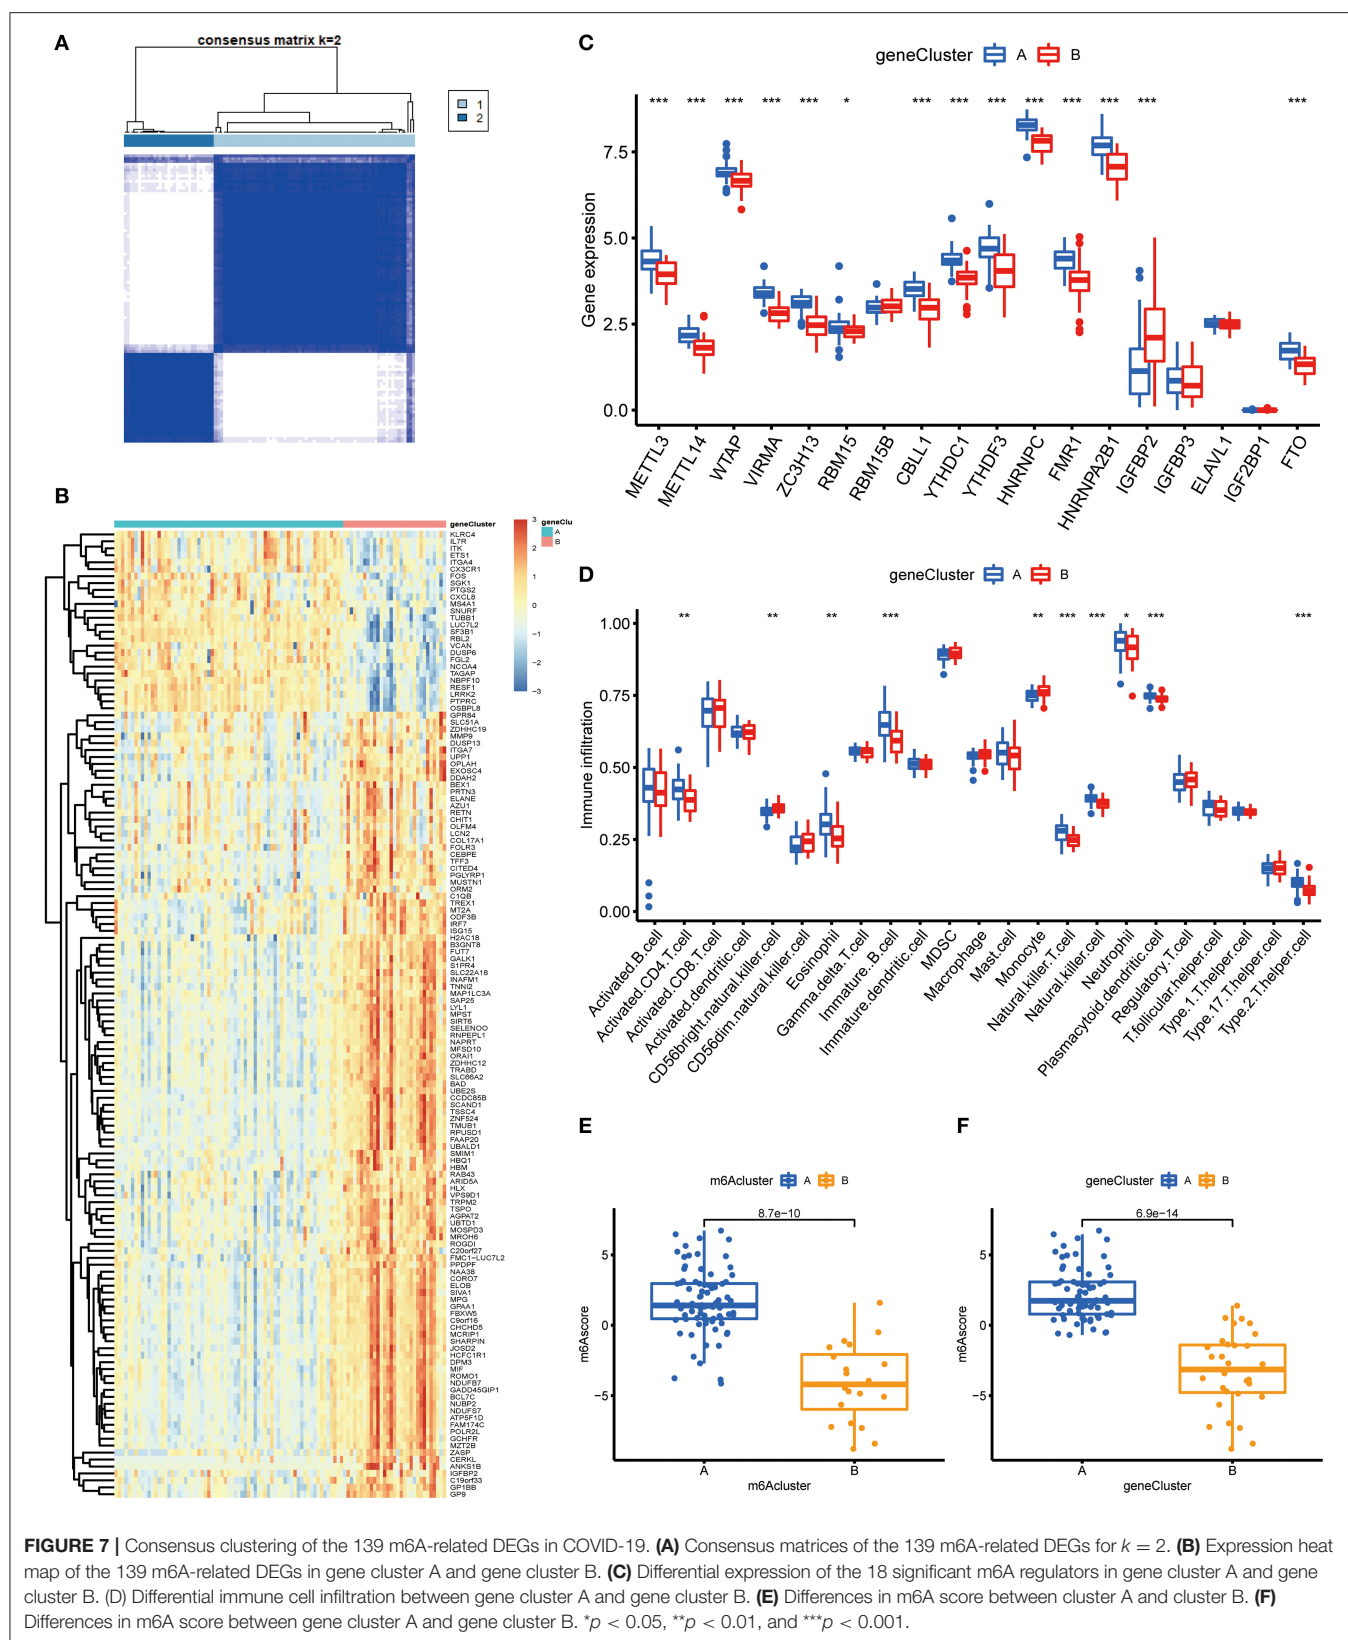 A
consensus matrix k=2
1
2
B
geneCluster
geneClu
A
B
3
2
1
0
−1
−2
−3
KLRC4
IL7R
ITK
ETS1
ITGA4
CX3CR1
FOS
SGK1
PTGS2
CXCL8
MS4A1
SNURF
TUBB1
LUC7L2
SF3B1
RBL2
VCAN
DUSP6
FGL2
NCOA4
TAGAP
NBPF10
RESF1
LRRK2
PTPRC
OSBPL8
GPR84
SLC51A
ZDHHC19
MMP9
DUSP13
ITGA7
UPP1
OPLAH
EXOSC4
DDAH2
BEX1
PRTN3
ELANE
AZU1
RETN
CHIT1
OLFM4
LCN2
COL17A1
FOLR3
CEBPE
TFF3
CITED4
PGLYRP1
MUSTN1
ORM2
C1QB
TREX1
MT2A
ODF3B
IRF7
ISG15
H2AC18
B3GNT8
FUT7
GALK1
S1PR4
SLC22A18
INAFM1
TNNI2
MAP1LC3A
SAP25
LYL1
MPST
SIRT6
SELENOO
RNPEPL1
NAPRT
MFSD10
ORAI1
ZDHHC12
TRABD
SLC66A2
BAD
UBE2S
CCDC85B
SCAND1
TSSC4
ZNF524
TMUB1
RPUSD1
FAAP20
UBALD1
SMIM1
HBQ1
HBM
RAB43
ARID5A
HLX
VPS9D1
TRPM2
TSPO
AGPAT2
UBTD1
MOSPD3
MROH6
ROGDI
C20orf27
FMC1−LUC7L2
PPDPF
NAA38
CORO7
ELOB
SIVA1
MPG
GPAA1
FBXW5
C9orf16
CHCHD5
MCRIP1
SHARPIN
JOSD2
HCFC1R1
DPM3
MIF
ROMO1
NDUFB7
GADD45GIP1
BCL7C
NUBP2
NDUFS7
ATP5F1D
FAM174C
POLR2L
GCHFR
MZT2B
ZASP
CERKL
ANKS1B
IGFBP2
C19orf33
GP1BB
GP9
C
geneCluster A B
*** *** *** *** *** * *** *** *** *** *** *** *** ***
Gene expression
7.5
5.0
2.5
0.0
METTL3
METTL14
WTAP
VIRMA
ZC3H13
RBM15
RBM15B
CBLL1
YTHDC1
YTHDF3
HNRNPC
FMR1
HNRNPA2B1
IGFBP2
IGFBP3
ELAVL1
IGF2BP1
FTO
D
geneCluster A B
** ** ** *** ** *** *** * *** ***
Immune infiltration
1.00
0.75
0.50
0.25
0.00
Activated.B.cell
Activated.CD4.T.cell
Activated.CD8.T.cell
Activated.dendritic.cell
CD56bright.natural.killer.cell
CD56dim.natural.killer.cell
Eosinophil
Gamma.delta.T.cell
Immature..B.cell
Immature.dendritic.cell
MDSC
Macrophage
Mast.cell
Monocyte
Natural.killer.T.cell
Natural.killer.cell
Neutrophil
Plasmacytoid.dendritic.cell
Regulatory.T.cell
T.follicular.helper.cell
Type.1.T.helper.cell
Type.17.T.helper.cell
Type.2.T.helper.cell
E
m6Acluster A B
8.7e−10
m6Ascore
5
0
−5
A B
m6Acluster
F
geneCluster A B
6.9e−14
m6Ascore
5
0
−5
A B
geneCluster
FIGURE 7 | Consensus clustering of the 139 m6A-related DEGs in COVID-19. (A) Consensus matrices of the 139 m6A-related DEGs for k = 2. (B) Expression heat
map of the 139 m6A-related DEGs in gene cluster A and gene cluster B. (C) Differential expression of the 18 significant m6A regulators in gene cluster A and gene
cluster B. (D) Differential immune cell infiltration between gene cluster A and gene cluster B. (E) Differences in m6A score between cluster A and cluster B. (F)
Differences in m6A score between gene cluster A and gene cluster B. *p < 0.05, **p < 0.01, and ***p < 0.001.